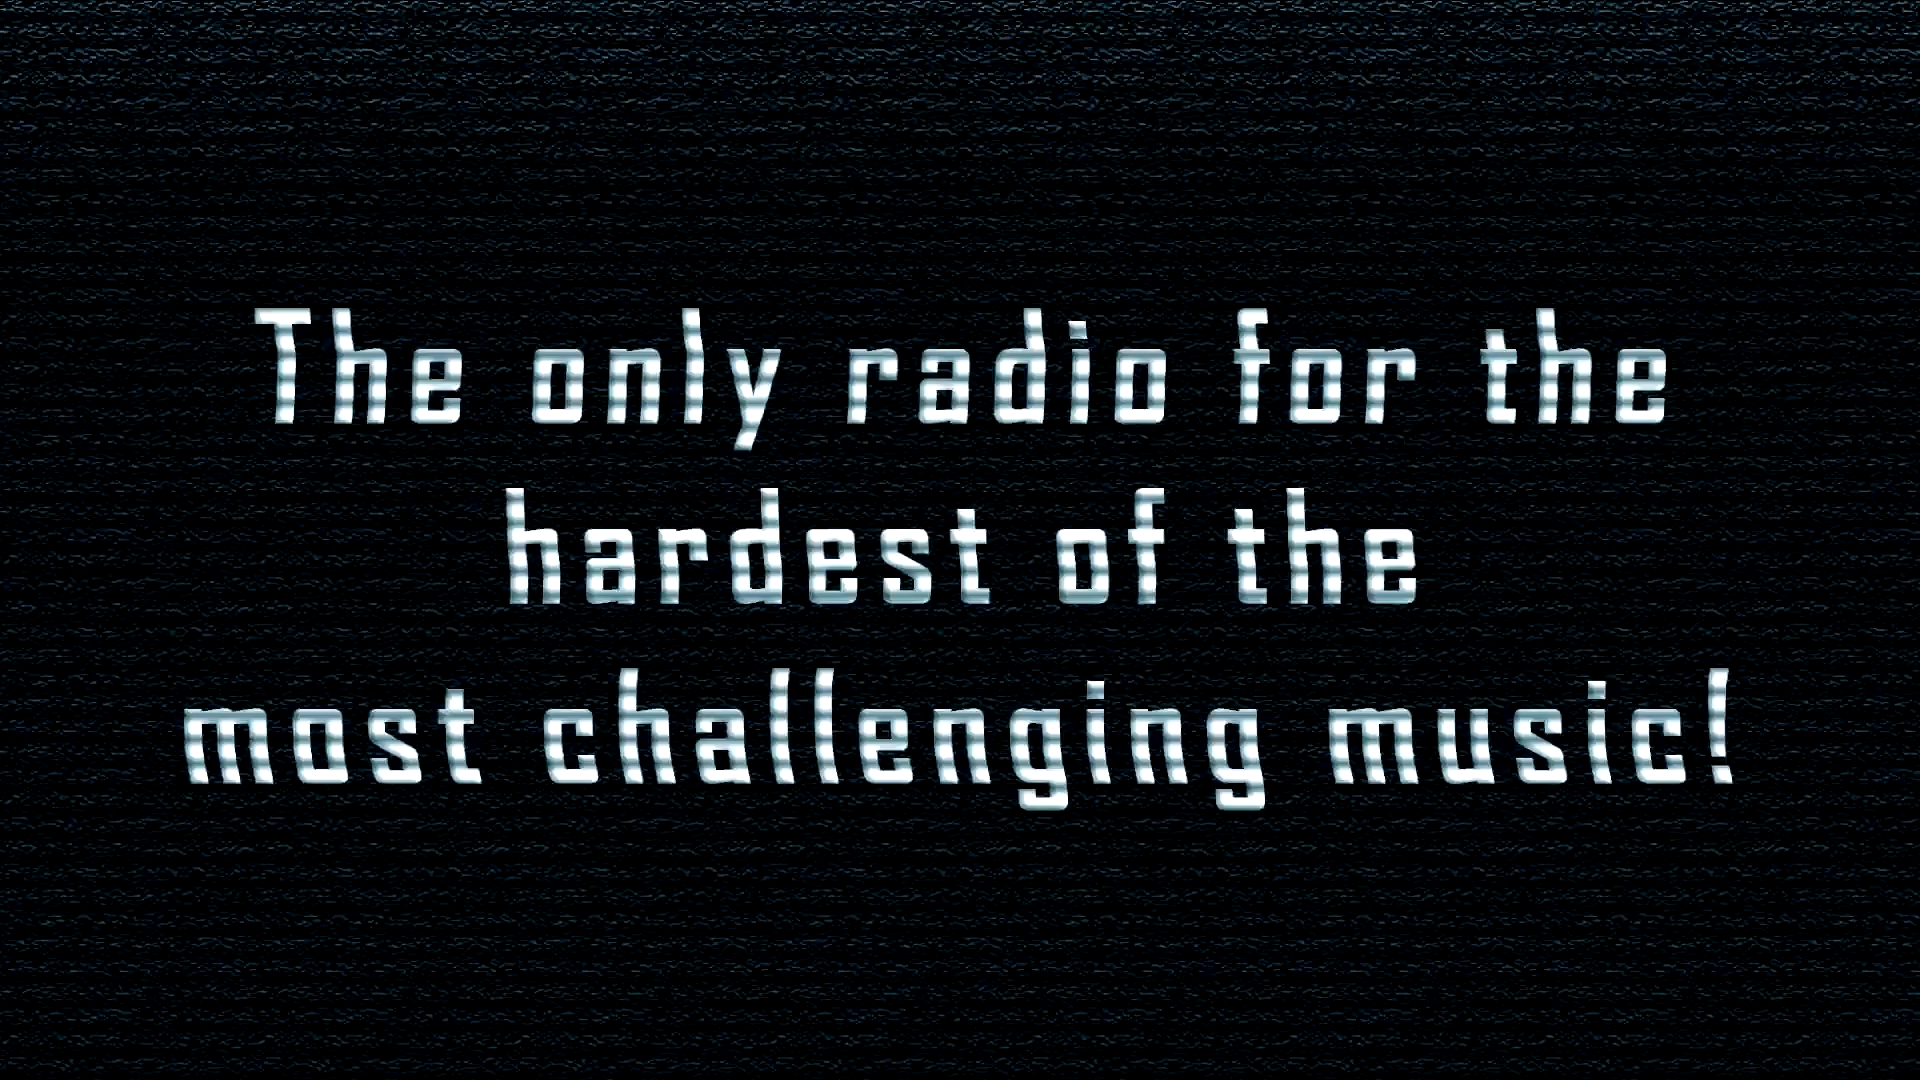 The only radio for the
hardest of the
most challenging music!